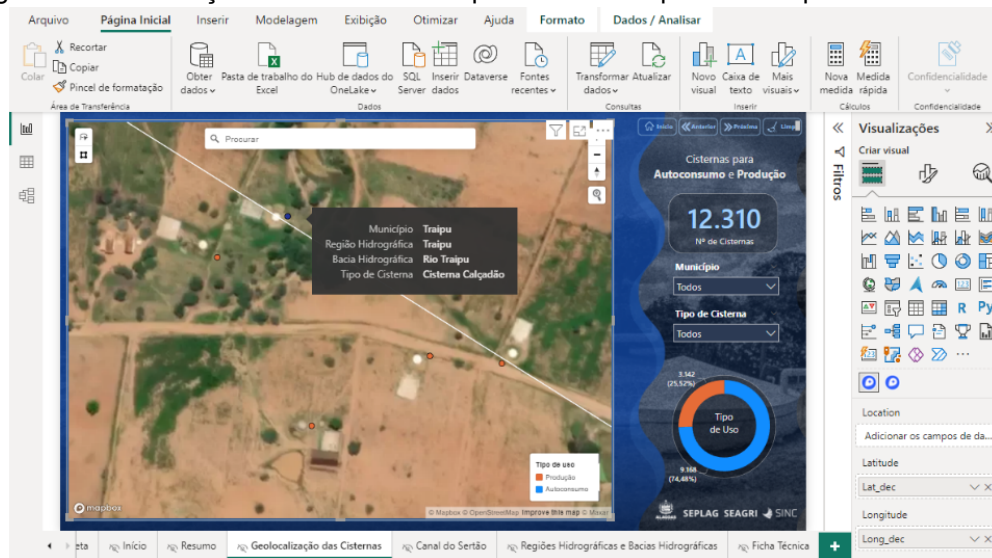 Arquivo Página Inicial Inserir Modelagem Exibição Otimizar Ajuda Formato Dados / Analisar
Colar
Recortar
Copiar
Pincel de formatação
Área de Transferência
Obter dados
Pasta de trabalho do Excel
Hub de dados do OneLake
SQL Server
Inserir dados
Dataverse
Fontes recentes
Dados
Transformar dados
Atualizar
Consultas
Novo visual
Caixa de texto
Mais visuais
Inserir
Nova medida
Medida rápida
Cálculos
Confidencialidade
Confidencialidade
Procurar
Município Traipu
Região Hidrográfica Traipu
Bacia Hidrográfica Rio Traipu
Tipo de Cisterna Cisterna Calçadão
Tipo de uso
Produção
Autoconsumo
mapbox
© Mapbox © OpenStreetMap Improve this map © Maxar
Início Anterior Próxima
Cisternas para
Autoconsumo e Produção
12.310
Nº de Cisternas
Município
Todos
Tipo de Cisterna
Todos
3.142
(25,52%)
Tipo
de Uso
9.168
(74,48%)
ALAGOAS SEPLAG SEAGRI SINC
Filtros
Visualizações
Criar visual
R Py
123
Location
Adicionar os campos de da...
Latitude
Lat_dec
Longitude
Long_dec
eta Início Resumo Geolocalização das Cisternas Canal do Sertão Regiões Hidrográficas e Bacias Hidrográficas Ficha Técnica